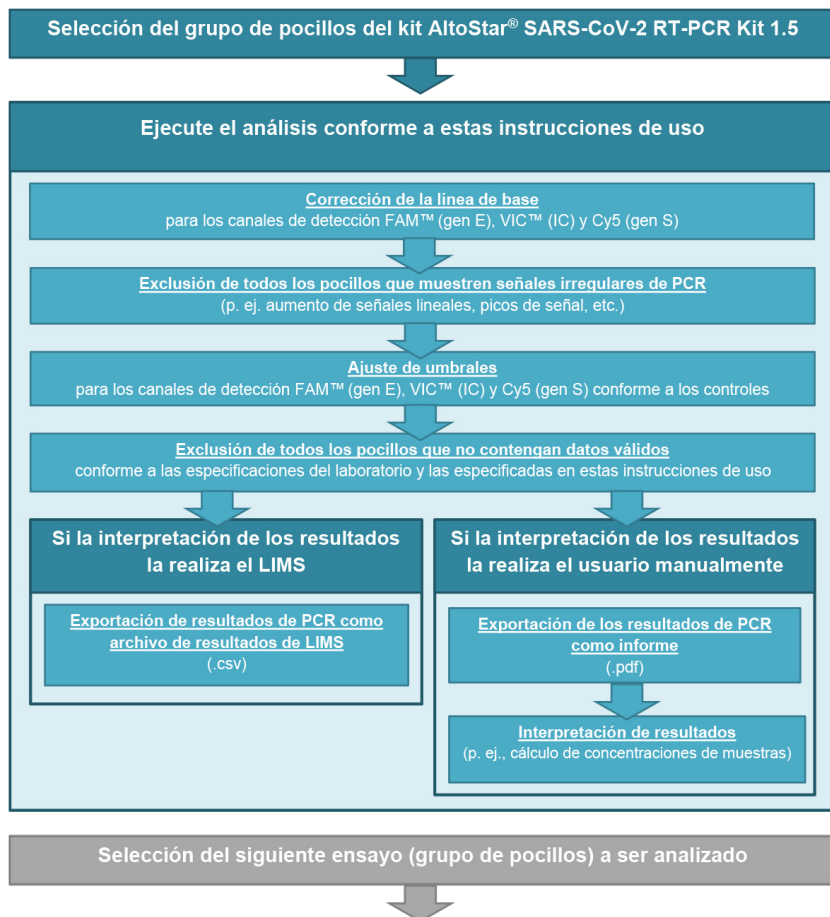 Selección del grupo de pocillos del kit AltoStar® SARS-CoV-2 RT-PCR Kit 1.5
Ejecute el análisis conforme a estas instrucciones de uso
Corrección de la línea de base
para los canales de detección FAM™ (gen E), VIC™ (IC) y Cy5 (gen S)
Exclusión de todos los pocillos que muestren señales irregulares de PCR
(p. ej. aumento de señales lineales, picos de señal, etc.)
Ajuste de umbrales
para los canales de detección FAM™ (gen E), VIC™ (IC) y Cy5 (gen S) conforme a los controles
Exclusión de todos los pocillos que no contengan datos válidos
conforme a las especificaciones del laboratorio y las especificadas en estas instrucciones de uso
Si la interpretación de los resultados
la realiza el LIMS
Exportación de resultados de PCR como
archivo de resultados de LIMS
(.csv)
Si la interpretación de los resultados
la realiza el usuario manualmente
Exportación de los resultados de PCR
como informe
(.pdf)
Interpretación de resultados
(p. ej., cálculo de concentraciones de muestras)
Selección del siguiente ensayo (grupo de pocillos) a ser analizado